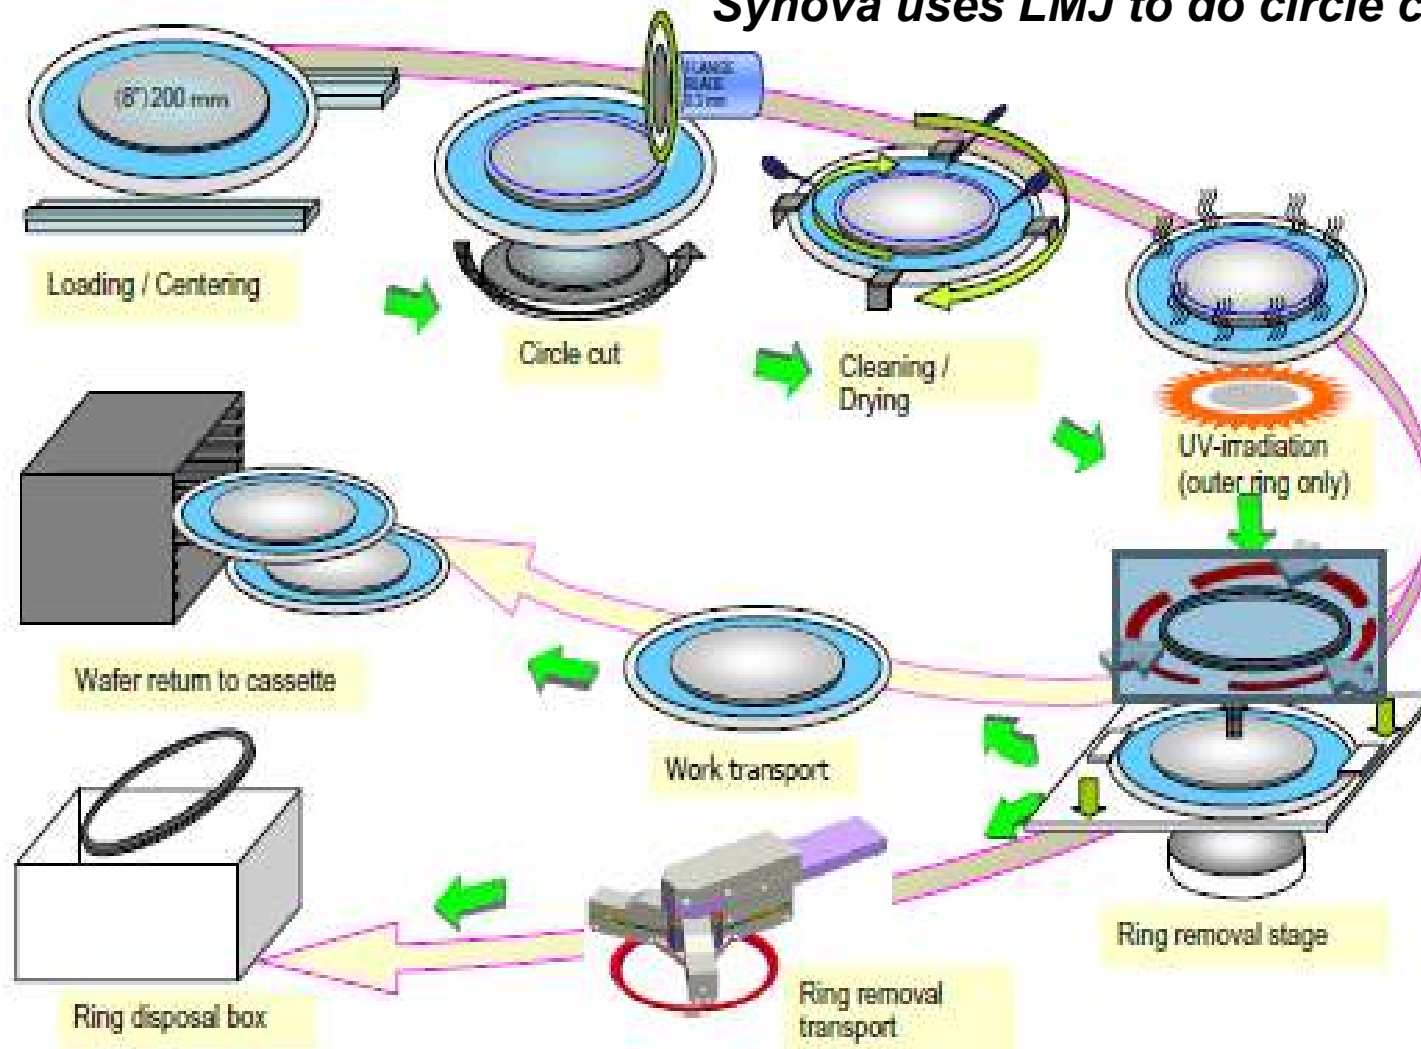 Synova uses LMJ to do circle c
(8") 200 mm
BLADE
Loading / Centering
Circle cut
Cleaning /
Drying
UV-irradiation
(outer ring only)
Wafer return to cassette
Work transport
Ring removal stage
Ring removal
transport
Ring disposal box